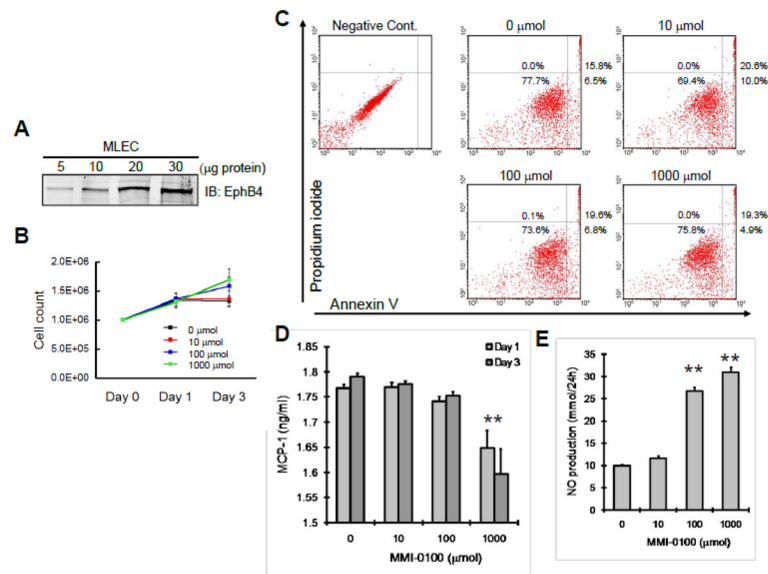 A
MLEC
5 10 20 30 (μg protein)
IB: EphB4
B
2.0E+06
1.5E+06
1.0E+06
5.0E+05
0.0E+00
Cell count
0 μmol
10 μmol
100 μmol
1000 μmol
Day 0 Day 1 Day 3
C
Negative Cont.
0 μmol
0.0% 15.8%
77.7% 6.5%
10 μmol
0.0% 20.6%
69.4% 10.0%
100 μmol
0.1% 19.6%
73.6% 6.8%
1000 μmol
0.0% 19.3%
75.8% 4.9%
Propidium iodide
Annexin V
D
Day 1
Day 3
1.85
1.8
1.75
1.7
1.65
1.6
1.55
1.5
MCP-1 (ng/ml)
**
0 10 100 1000
MMI-0100 (μmol)
E
35
30
25
20
15
10
5
0
NO production (mmol/24h)
** **
0 10 100 1000
MMI-0100 (μmol)